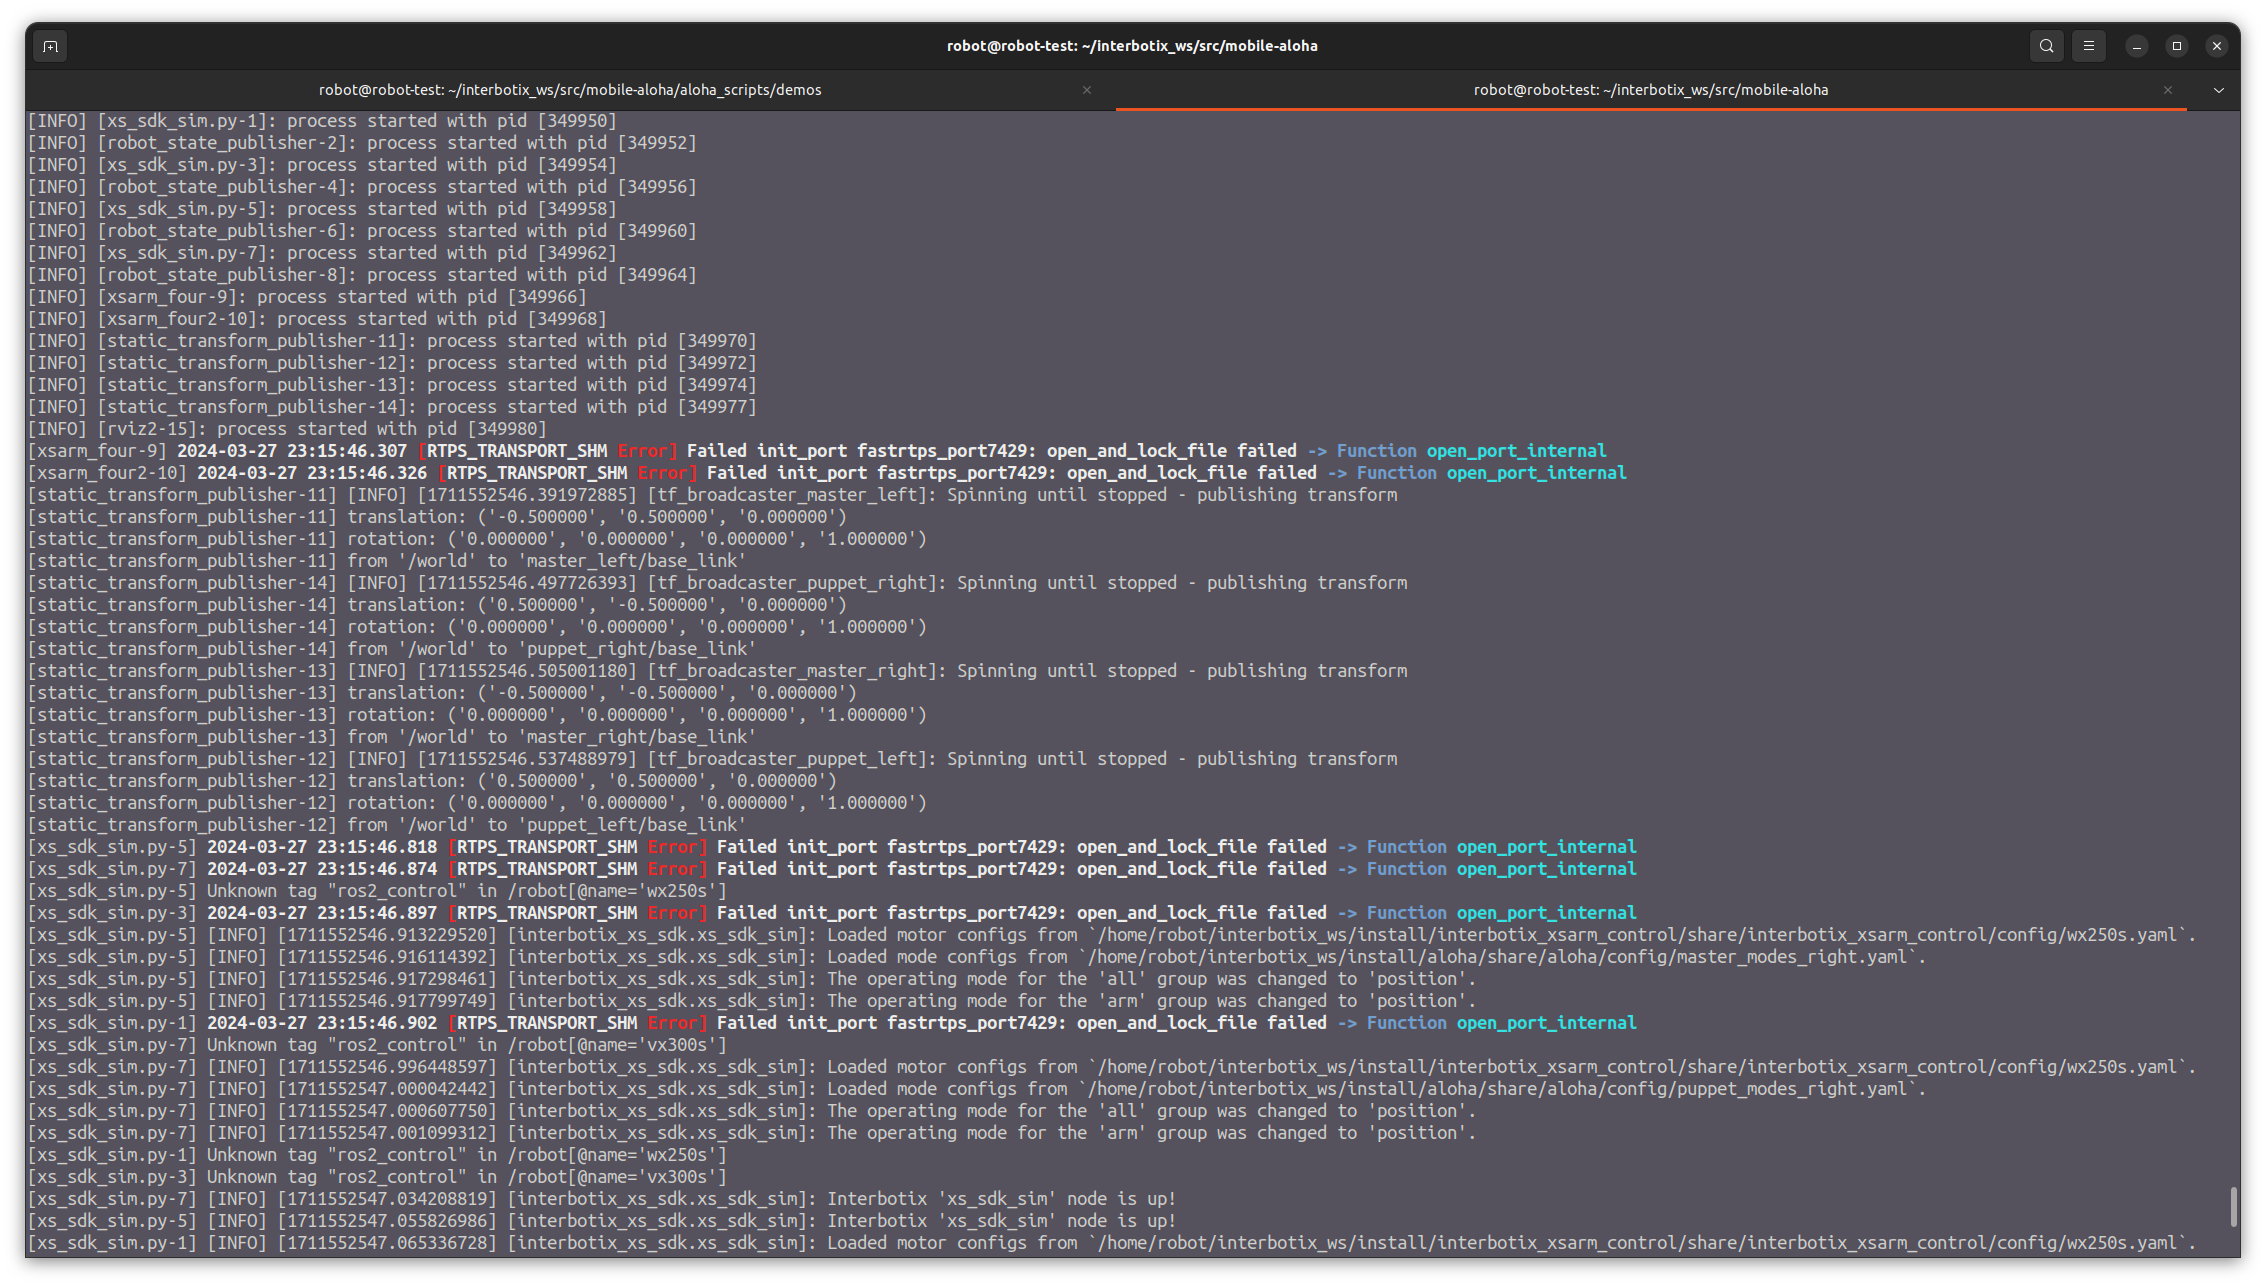 robot@robot-test: ~/interbotix_ws/src/mobile-aloha
robot@robot-test: ~/interbotix_ws/src/mobile-aloha/aloha_scripts/demos
robot@robot-test: ~/interbotix_ws/src/mobile-aloha
[INFO] [xs_sdk_sim.py-1]: process started with pid [349950]
[INFO] [robot_state_publisher-2]: process started with pid [349952]
[INFO] [xs_sdk_sim.py-3]: process started with pid [349954]
[INFO] [robot_state_publisher-4]: process started with pid [349956]
[INFO] [xs_sdk_sim.py-5]: process started with pid [349958]
[INFO] [robot_state_publisher-6]: process started with pid [349960]
[INFO] [xs_sdk_sim.py-7]: process started with pid [349962]
[INFO] [robot_state_publisher-8]: process started with pid [349964]
[INFO] [xsarm_four-9]: process started with pid [349966]
[INFO] [xsarm_four2-10]: process started with pid [349968]
[INFO] [static_transform_publisher-11]: process started with pid [349970]
[INFO] [static_transform_publisher-12]: process started with pid [349972]
[INFO] [static_transform_publisher-13]: process started with pid [349974]
[INFO] [static_transform_publisher-14]: process started with pid [349977]
[INFO] [rviz2-15]: process started with pid [349980]
[xsarm_four-9] 2024-03-27 23:15:46.307 [RTPS_TRANSPORT_SHM Error] Failed init_port fastrtps_port7429: open_and_lock_file failed -> Function open_port_internal
[xsarm_four2-10] 2024-03-27 23:15:46.326 [RTPS_TRANSPORT_SHM Error] Failed init_port fastrtps_port7429: open_and_lock_file failed -> Function open_port_internal
[static_transform_publisher-11] [INFO] [1711552546.391972885] [tf_broadcaster_master_left]: Spinning until stopped - publishing transform
[static_transform_publisher-11] translation: ('-0.500000', '0.500000', '0.000000')
[static_transform_publisher-11] rotation: ('0.000000', '0.000000', '0.000000', '1.000000')
[static_transform_publisher-11] from '/world' to 'master_left/base_link'
[static_transform_publisher-14] [INFO] [1711552546.497726393] [tf_broadcaster_puppet_right]: Spinning until stopped - publishing transform
[static_transform_publisher-14] translation: ('0.500000', '-0.500000', '0.000000')
[static_transform_publisher-14] rotation: ('0.000000', '0.000000', '0.000000', '1.000000')
[static_transform_publisher-14] from '/world' to 'puppet_right/base_link'
[static_transform_publisher-13] [INFO] [1711552546.505001180] [tf_broadcaster_master_right]: Spinning until stopped - publishing transform
[static_transform_publisher-13] translation: ('-0.500000', '-0.500000', '0.000000')
[static_transform_publisher-13] rotation: ('0.000000', '0.000000', '0.000000', '1.000000')
[static_transform_publisher-13] from '/world' to 'master_right/base_link'
[static_transform_publisher-12] [INFO] [1711552546.537488979] [tf_broadcaster_puppet_left]: Spinning until stopped - publishing transform
[static_transform_publisher-12] translation: ('0.500000', '0.500000', '0.000000')
[static_transform_publisher-12] rotation: ('0.000000', '0.000000', '0.000000', '1.000000')
[static_transform_publisher-12] from '/world' to 'puppet_left/base_link'
[xs_sdk_sim.py-5] 2024-03-27 23:15:46.818 [RTPS_TRANSPORT_SHM Error] Failed init_port fastrtps_port7429: open_and_lock_file failed -> Function open_port_internal
[xs_sdk_sim.py-7] 2024-03-27 23:15:46.874 [RTPS_TRANSPORT_SHM Error] Failed init_port fastrtps_port7429: open_and_lock_file failed -> Function open_port_internal
[xs_sdk_sim.py-5] Unknown tag "ros2_control" in /robot[@name='wx250s']
[xs_sdk_sim.py-3] 2024-03-27 23:15:46.897 [RTPS_TRANSPORT_SHM Error] Failed init_port fastrtps_port7429: open_and_lock_file failed -> Function open_port_internal
[xs_sdk_sim.py-5] [INFO] [1711552546.913229520] [interbotix_xs_sdk.xs_sdk_sim]: Loaded motor configs from `/home/robot/interbotix_ws/install/interbotix_xsarm_control/share/interbotix_xsarm_control/config/wx250s.yaml`.
[xs_sdk_sim.py-5] [INFO] [1711552546.916114392] [interbotix_xs_sdk.xs_sdk_sim]: Loaded mode configs from `/home/robot/interbotix_ws/install/aloha/share/aloha/config/master_modes_right.yaml`.
[xs_sdk_sim.py-5] [INFO] [1711552546.917298461] [interbotix_xs_sdk.xs_sdk_sim]: The operating mode for the 'all' group was changed to 'position'.
[xs_sdk_sim.py-5] [INFO] [1711552546.917799749] [interbotix_xs_sdk.xs_sdk_sim]: The operating mode for the 'arm' group was changed to 'position'.
[xs_sdk_sim.py-1] 2024-03-27 23:15:46.902 [RTPS_TRANSPORT_SHM Error] Failed init_port fastrtps_port7429: open_and_lock_file failed -> Function open_port_internal
[xs_sdk_sim.py-7] Unknown tag "ros2_control" in /robot[@name='vx300s']
[xs_sdk_sim.py-7] [INFO] [1711552546.996448597] [interbotix_xs_sdk.xs_sdk_sim]: Loaded motor configs from `/home/robot/interbotix_ws/install/interbotix_xsarm_control/share/interbotix_xsarm_control/config/wx250s.yaml`.
[xs_sdk_sim.py-7] [INFO] [1711552547.000042442] [interbotix_xs_sdk.xs_sdk_sim]: Loaded mode configs from `/home/robot/interbotix_ws/install/aloha/share/aloha/config/puppet_modes_right.yaml`.
[xs_sdk_sim.py-7] [INFO] [1711552547.000607750] [interbotix_xs_sdk.xs_sdk_sim]: The operating mode for the 'all' group was changed to 'position'.
[xs_sdk_sim.py-7] [INFO] [1711552547.001099312] [interbotix_xs_sdk.xs_sdk_sim]: The operating mode for the 'arm' group was changed to 'position'.
[xs_sdk_sim.py-1] Unknown tag "ros2_control" in /robot[@name='wx250s']
[xs_sdk_sim.py-3] Unknown tag "ros2_control" in /robot[@name='vx300s']
[xs_sdk_sim.py-7] [INFO] [1711552547.034208819] [interbotix_xs_sdk.xs_sdk_sim]: Interbotix 'xs_sdk_sim' node is up!
[xs_sdk_sim.py-5] [INFO] [1711552547.055826986] [interbotix_xs_sdk.xs_sdk_sim]: Interbotix 'xs_sdk_sim' node is up!
[xs_sdk_sim.py-1] [INFO] [1711552547.065336728] [interbotix_xs_sdk.xs_sdk_sim]: Loaded motor configs from `/home/robot/interbotix_ws/install/interbotix_xsarm_control/share/interbotix_xsarm_control/config/wx250s.yaml`.